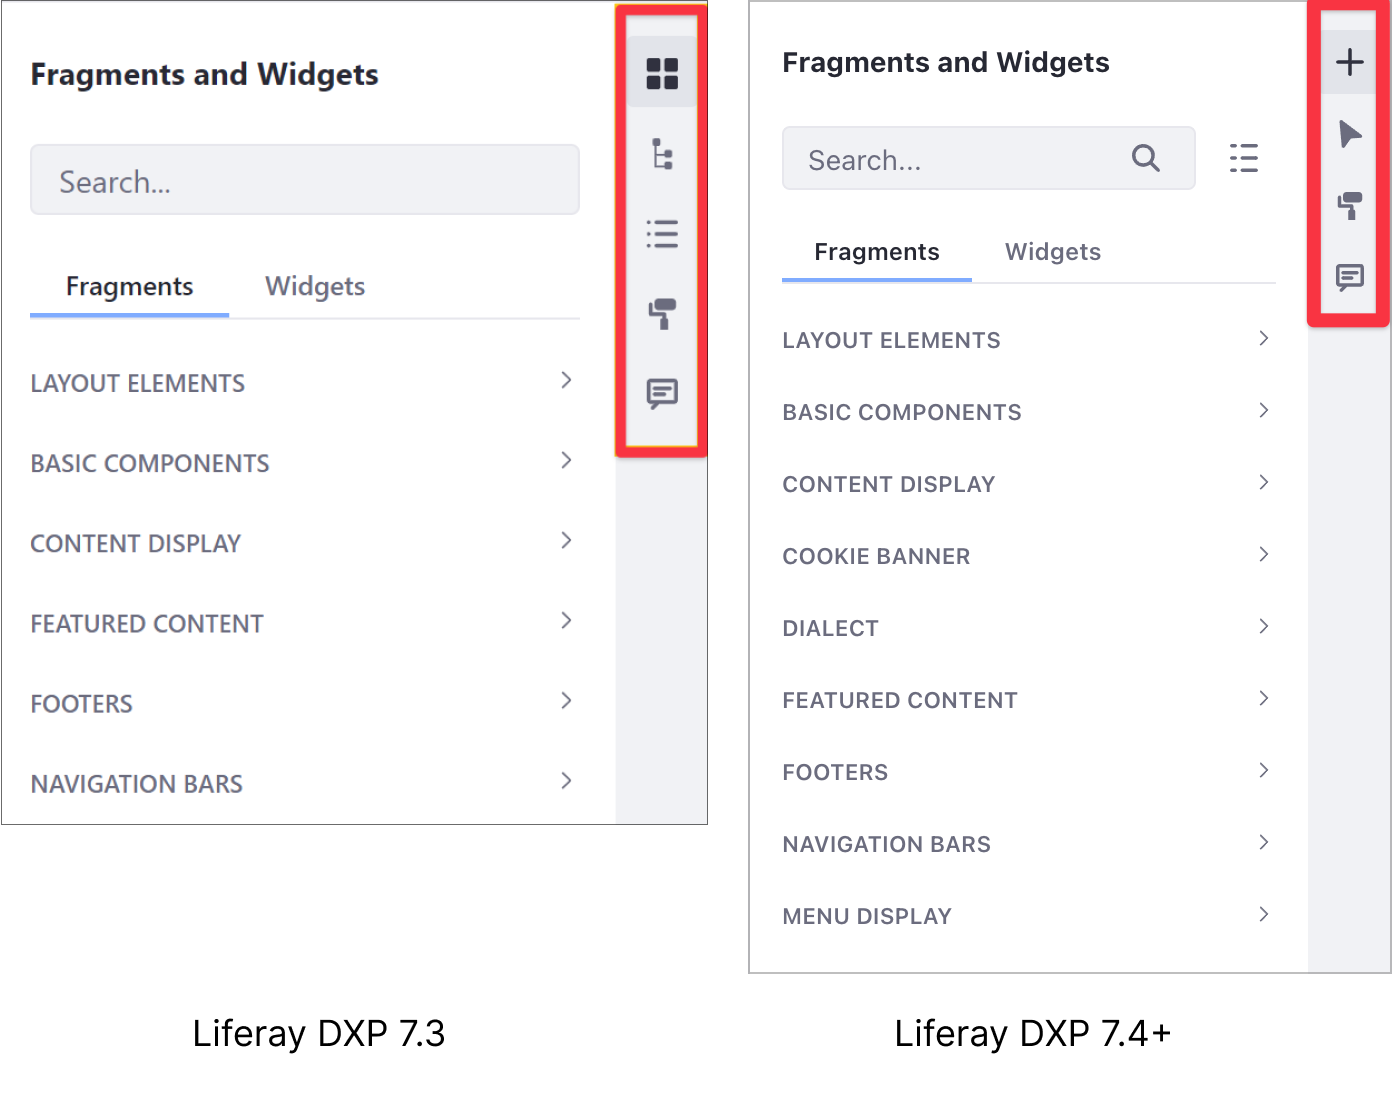 Fragments and Widgets
Search...
Fragments Widgets
LAYOUT ELEMENTS
BASIC COMPONENTS
CONTENT DISPLAY
FEATURED CONTENT
FOOTERS
NAVIGATION BARS
Liferay DXP 7.3
Fragments and Widgets
Search...
Fragments Widgets
LAYOUT ELEMENTS
BASIC COMPONENTS
CONTENT DISPLAY
COOKIE BANNER
DIALECT
FEATURED CONTENT
FOOTERS
NAVIGATION BARS
MENU DISPLAY
Liferay DXP 7.4+